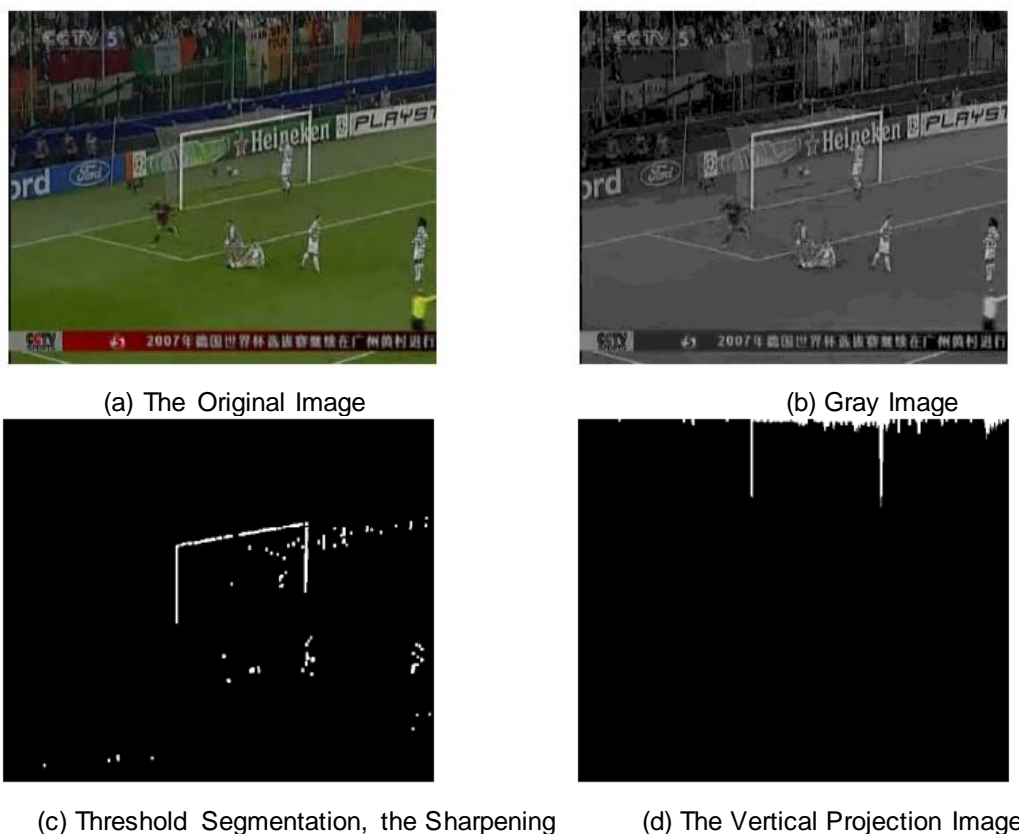 CCTV 5
Heineken
PLAYST
ord
Ford
CCTV
2007年德国世界杯选拔赛继续在广州黄村进行
(a) The Original Image
CCTV 5
Heineken
PLAYST
ord
Ford
CCTV
2007年德国世界杯选拔赛继续在广州黄村进行
(b) Gray Image
(c) Threshold Segmentation, the Sharpening
(d) The Vertical Projection Image